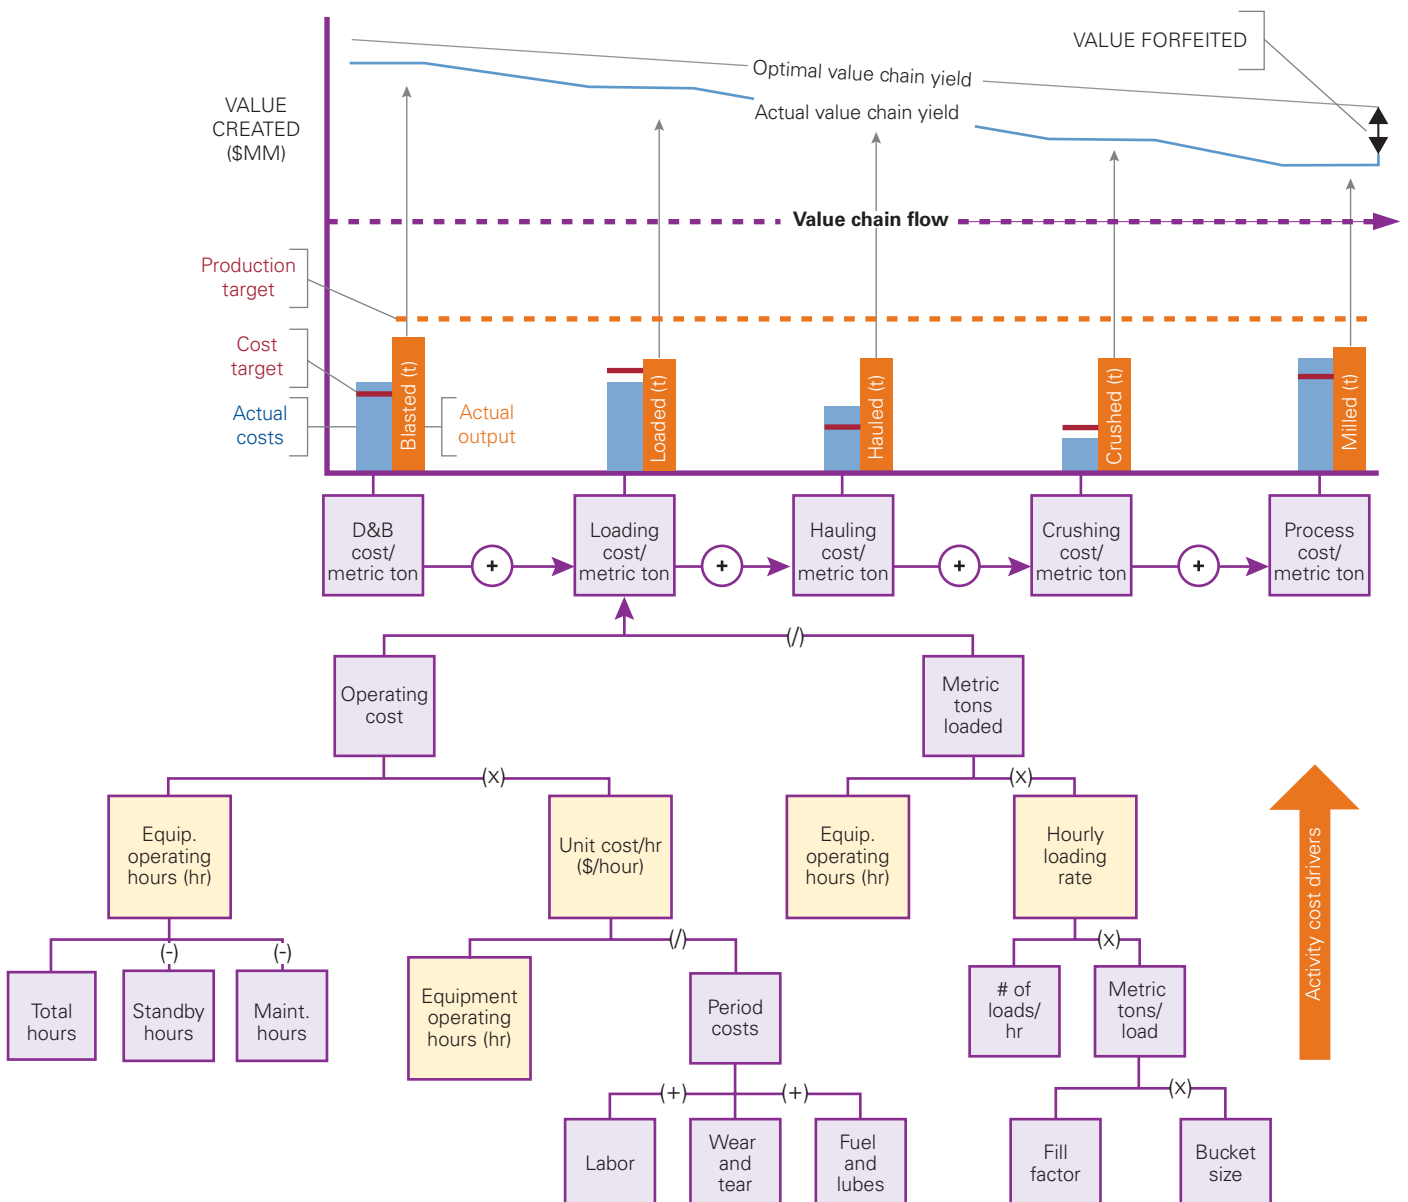 VALUE FORFEITED
Optimal value chain yield
VALUE
CREATED
($MM)
Actual value chain yield
Value chain flow
Production
target
Cost
target
Actual
costs
Actual
output
Blasted (t)
Loaded (t)
Hauled (t)
Crushed (t)
Milled (t)
D&B
cost/
metric ton
+
Loading
cost/
metric ton
+
Hauling
cost/
metric ton
+
Crushing
cost/
metric ton
+
Process
cost/
metric ton
(/)
Operating
cost
Metric
tons
loaded
(x)
(x)
Equip.
operating
hours (hr)
Unit cost/hr
($/hour)
Equip.
operating
hours (hr)
Hourly
loading
rate
Activity cost drivers
(-)
(-)
(/)
(x)
Total
hours
Standby
hours
Maint.
hours
Equipment
operating
hours (hr)
Period
costs
# of
loads/
hr
Metric
tons/
load
(+)
(+)
(x)
Labor
Wear
and
tear
Fuel
and
lubes
Fill
factor
Bucket
size